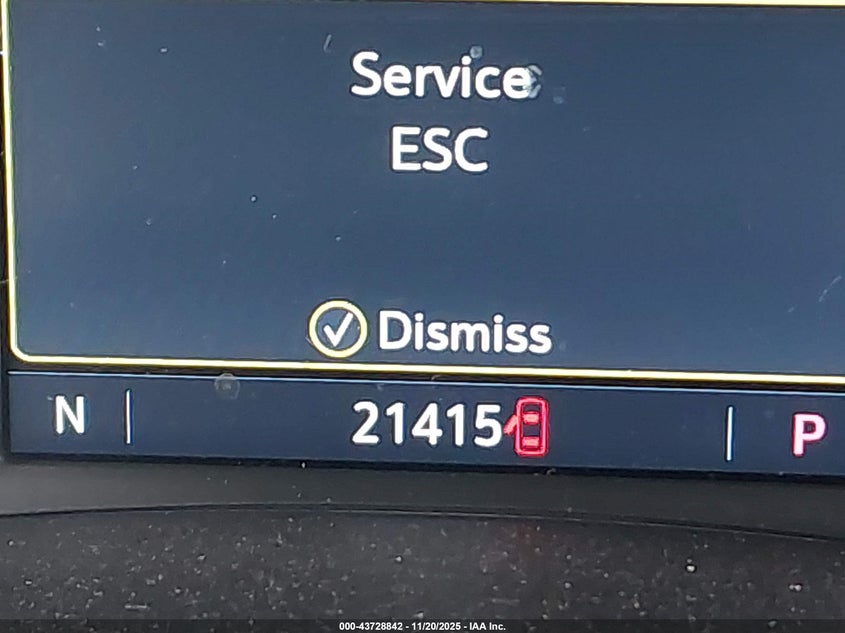 Service
ESC
Dismiss
N 21415 P
000-43728842 - 11/20/2025 - IAA Inc.